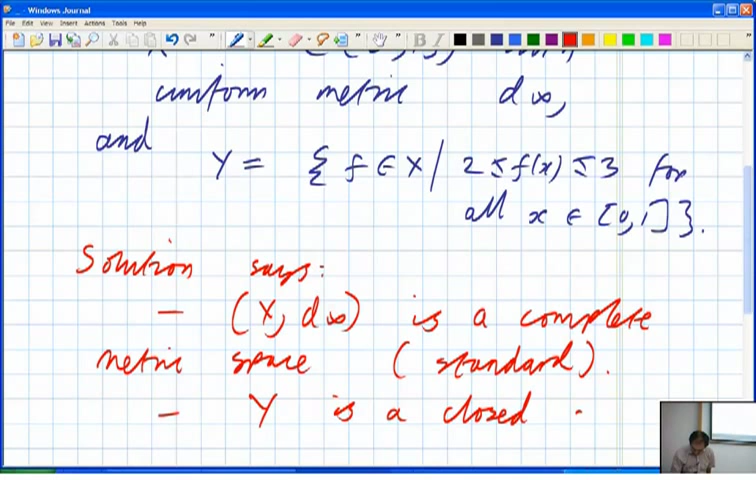 Windows Journal
File Edit View Insert Actions Tools Help
uniform metric d∞,
and
Y = { f ∈ X | 2 ≤ f(x) ≤ 3 for
all x ∈ [0,1] }.
Solution says:
— (X, d∞) is a complete
metric space (standard).
— Y is a closed